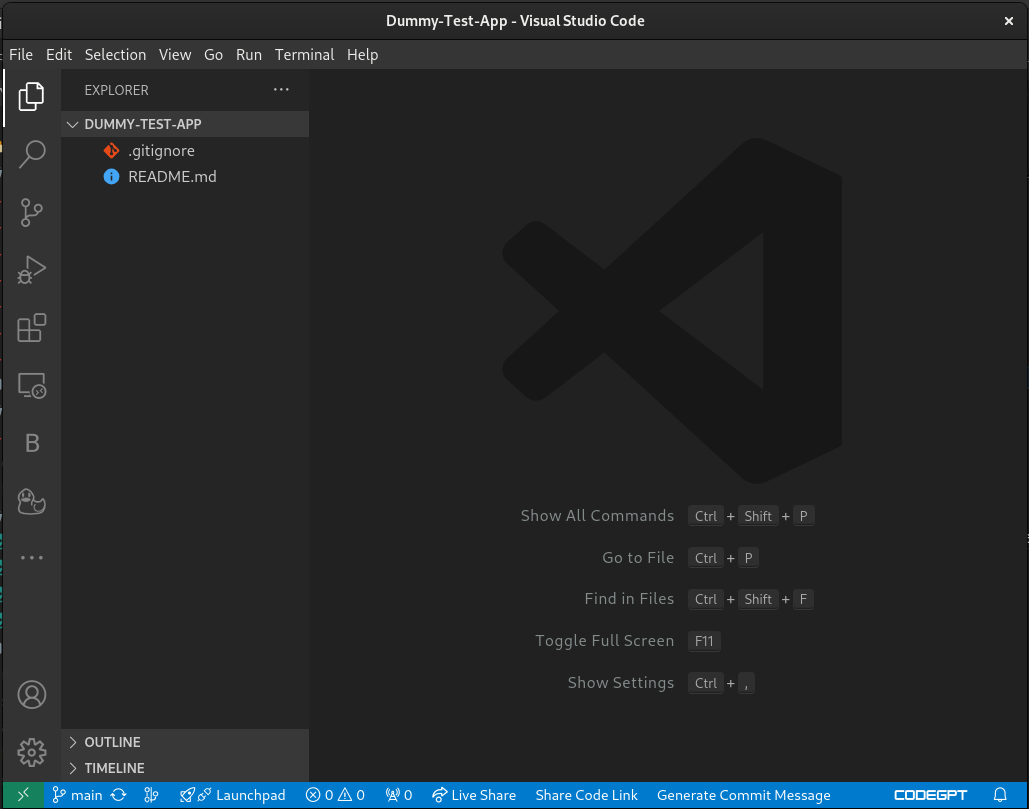 Dummy-Test-App - Visual Studio Code
File Edit Selection View Go Run Terminal Help
EXPLORER
DUMMY-TEST-APP
.gitignore
README.md
B
Show All Commands Ctrl + Shift + P
Go to File Ctrl + P
Find in Files Ctrl + Shift + F
Toggle Full Screen F11
Show Settings Ctrl + ,
OUTLINE
TIMELINE
main Launchpad 0 0 0 Live Share Share Code Link Generate Commit Message CODEGPT